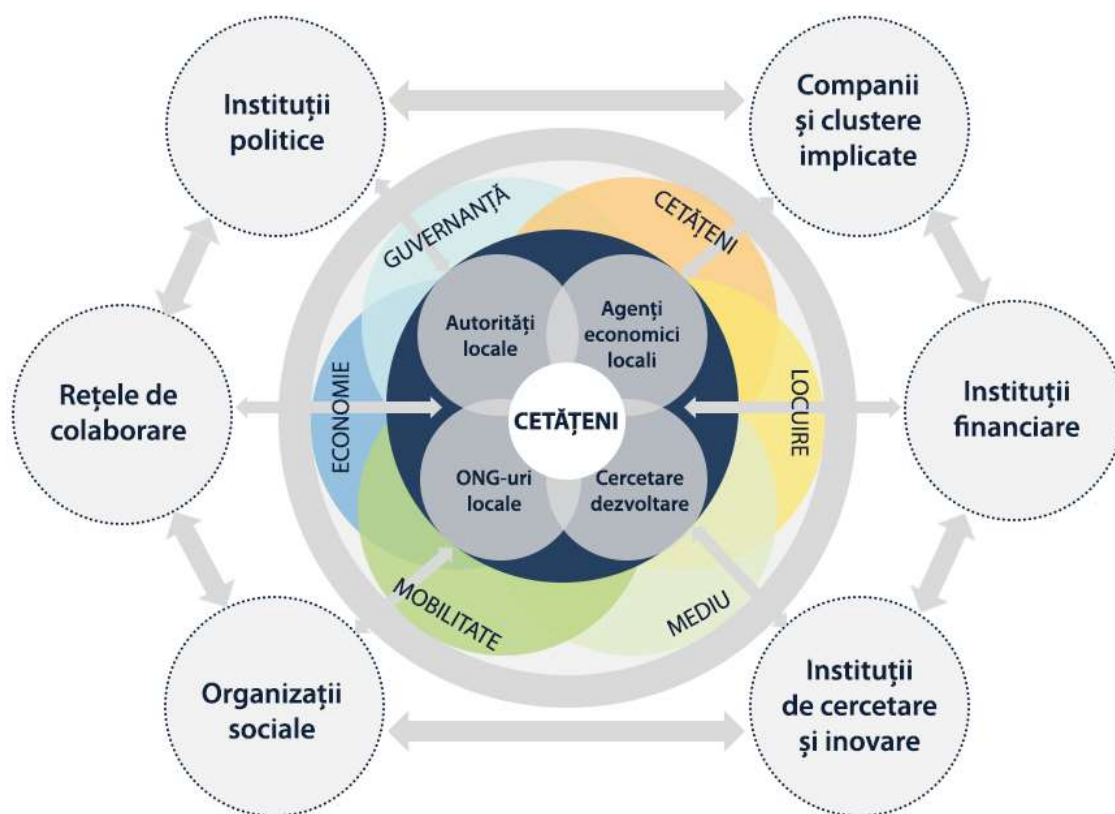 Instituții
politice
Companii
și clustere
implicate
GUVERNANȚĂ
CETĂȚENI
Autorități
locale
Agenți
economici
locali
Rețele de
colaborare
ECONOMIE
CETĂȚENI
LOCUIRE
Instituții
financiare
ONG-uri
locale
Cercetare
dezvoltare
MOBILITATE
MEDIU
Organizații
sociale
Instituții
de cercetare
și inovare